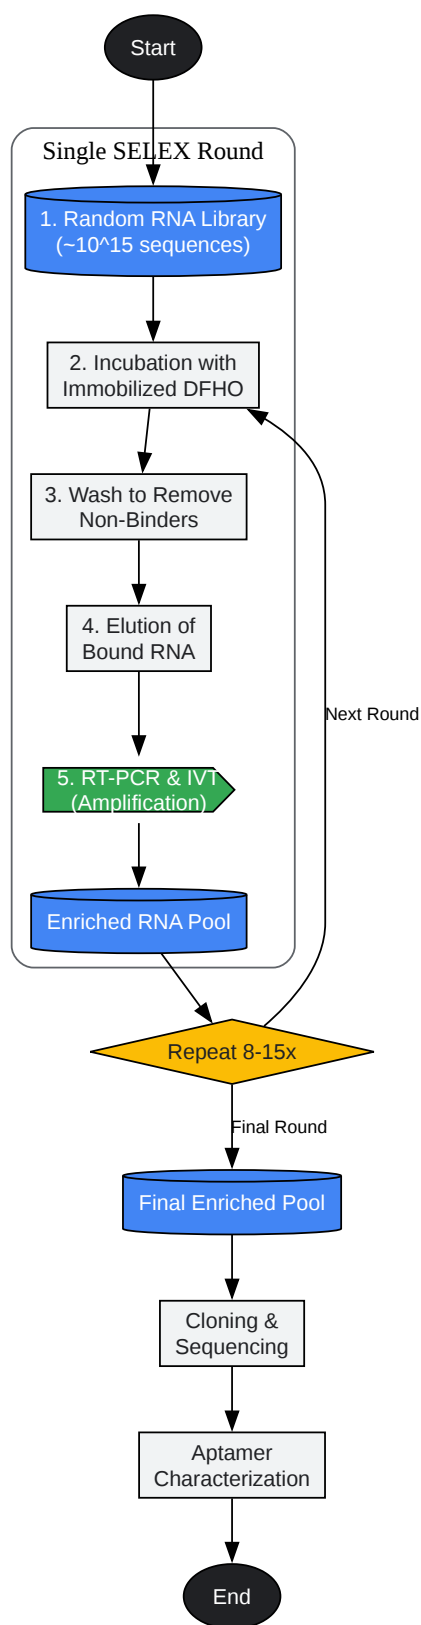 Start
Single SELEX Round
1. Random RNA Library
(~10^15 sequences)
2. Incubation with
Immobilized DFHO
3. Wash to Remove
Non-Binders
4. Elution of
Bound RNA
Next Round
5. RT-PCR & IVT
(Amplification)
Enriched RNA Pool
Repeat 8-15x
Final Round
Final Enriched Pool
Cloning &
Sequencing
Aptamer
Characterization
End